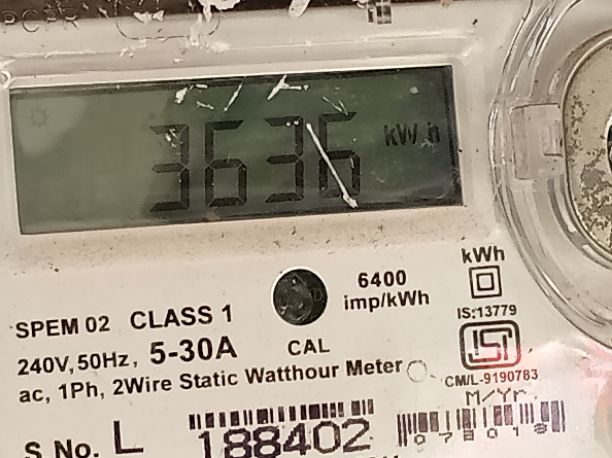 3636 kW h
6400
imp/kWh
kWh
IS:13779
SPEM 02 CLASS 1
240V, 50Hz, 5-30A
CAL
ac, 1Ph, 2Wire Static Watthour Meter
CM/L-9190783
M/Yr.
S No. L 188402